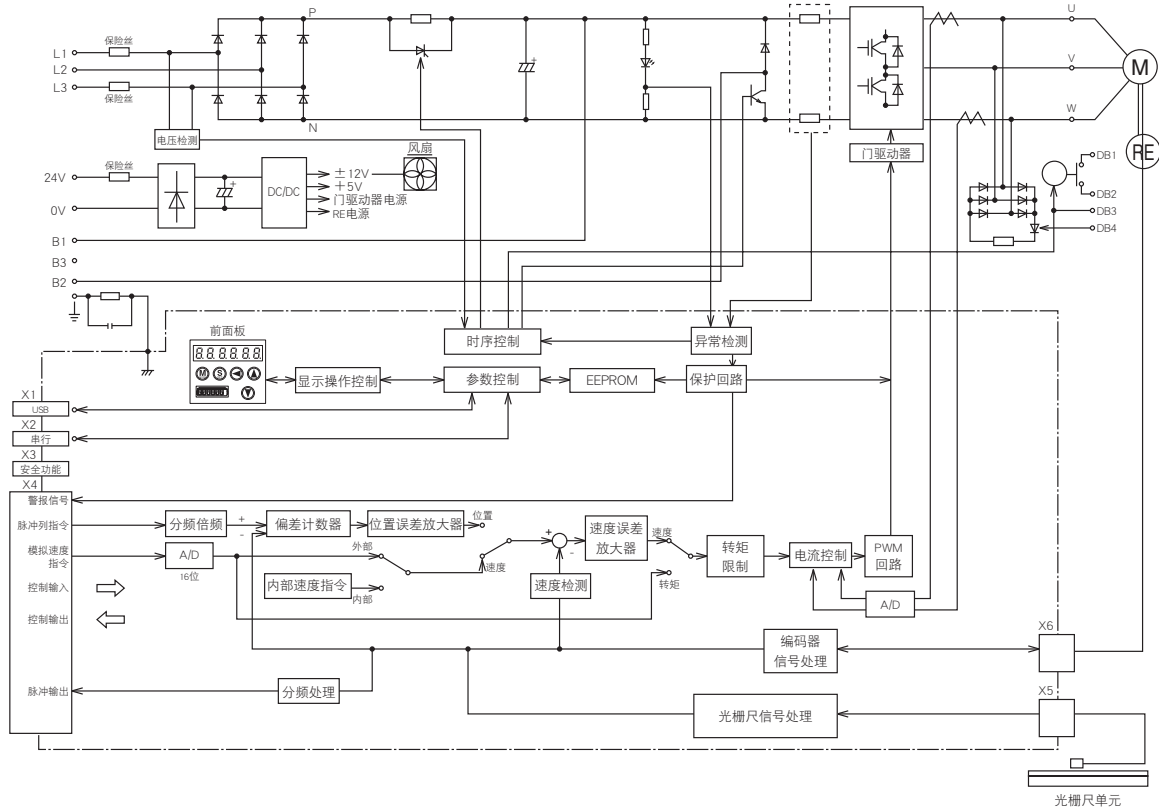 P
U
L1
保险丝
L2
V
M
L3
保险丝
N
W
电压检测
门驱动器
RE
风扇
DB1
24V
保险丝
±12V
DC/DC
+5V
门驱动器电源
DB2
0V
RE电源
DB3
DB4
B1
B3
B2
前面板
时序控制
异常检测
8.8.8.8.8.8.
M S
显示操作控制
参数控制
EEPROM
保护回路
X1
USB
X2
串行
X3
安全功能
X4
警报信号
脉冲列指令
分频倍频
+
-
偏差计数器
位置误差放大器
位置
模拟速度
指令
A/D
16位
外部
速度
内部速度指令
内部
+
-
速度误差
放大器
速度
转矩
转矩
限制
电流控制
PWM
回路
速度检测
A/D
控制输入
控制输出
X6
编码器
信号处理
脉冲输出
分频处理
X5
光栅尺信号处理
光栅尺单元